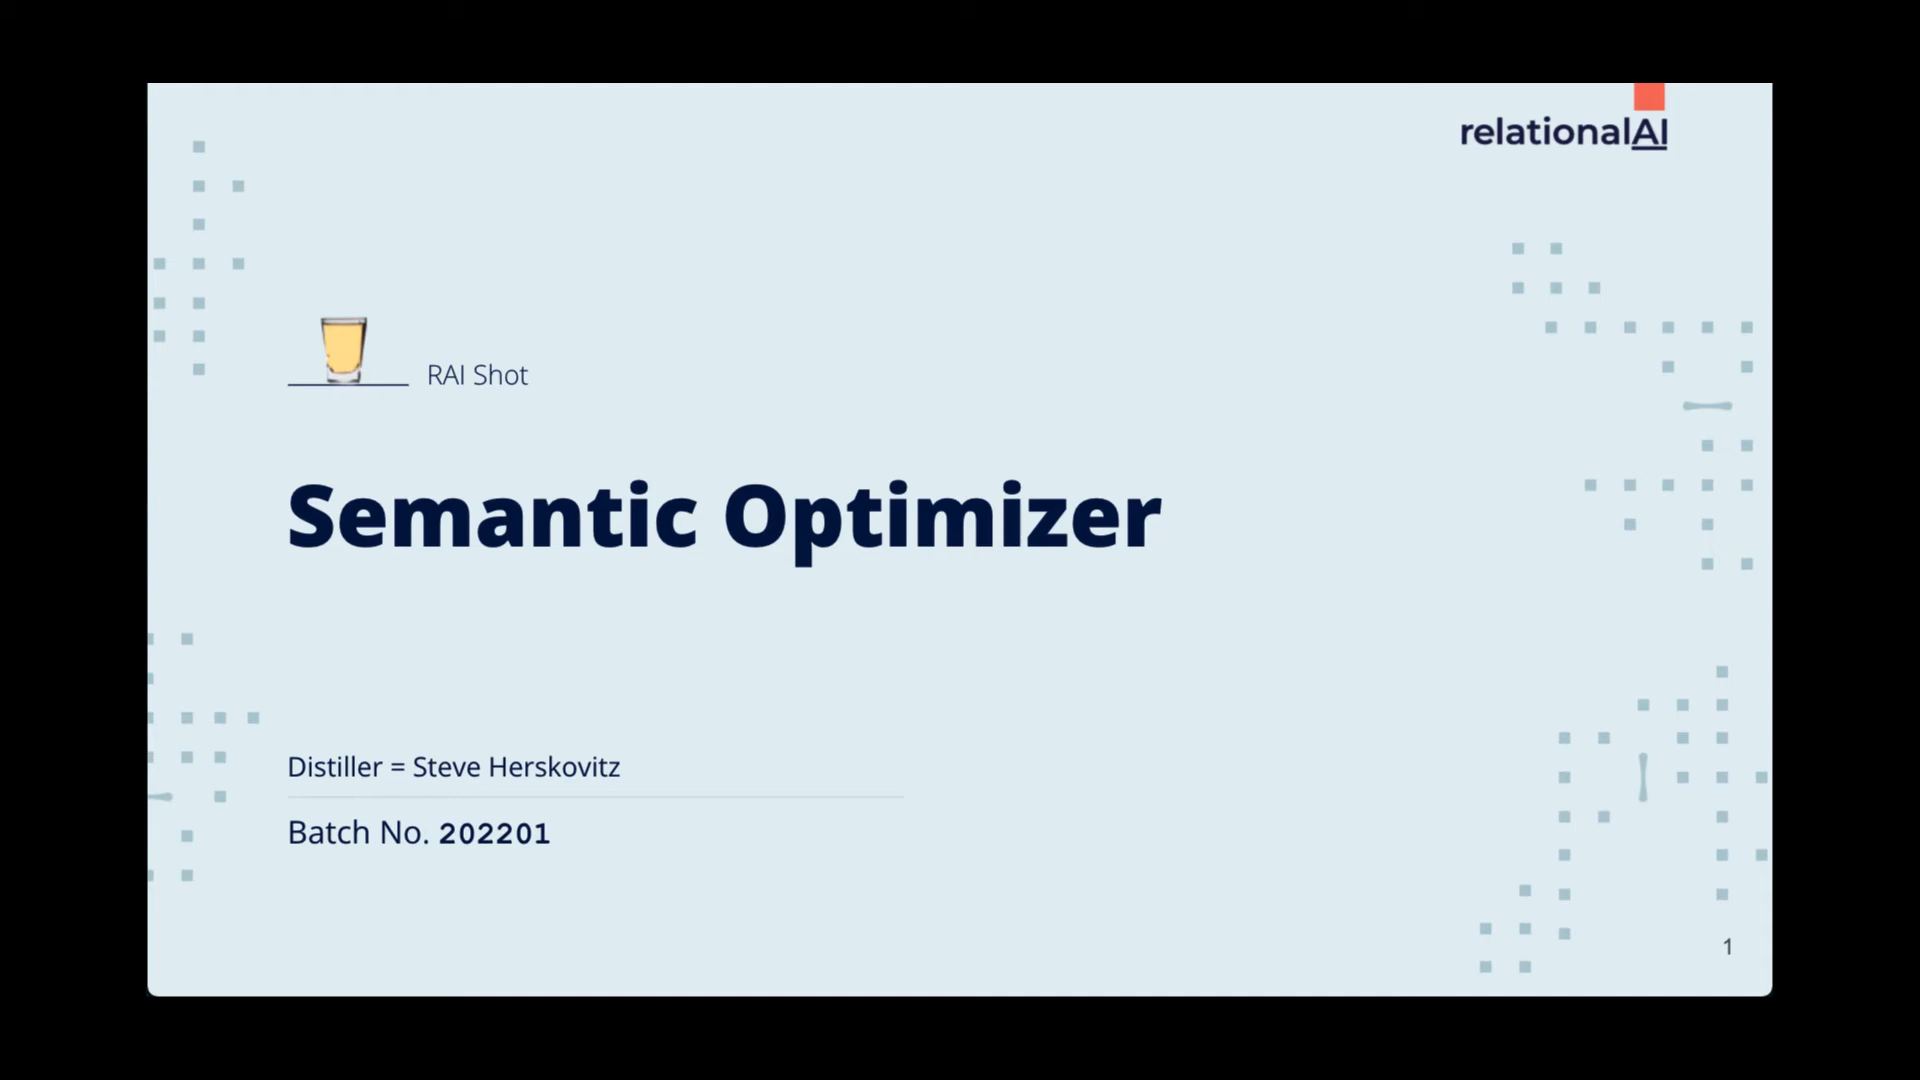 relationalAI
RAI Shot
Semantic Optimizer
Distiller = Steve Herskovitz
Batch No. 202201
1